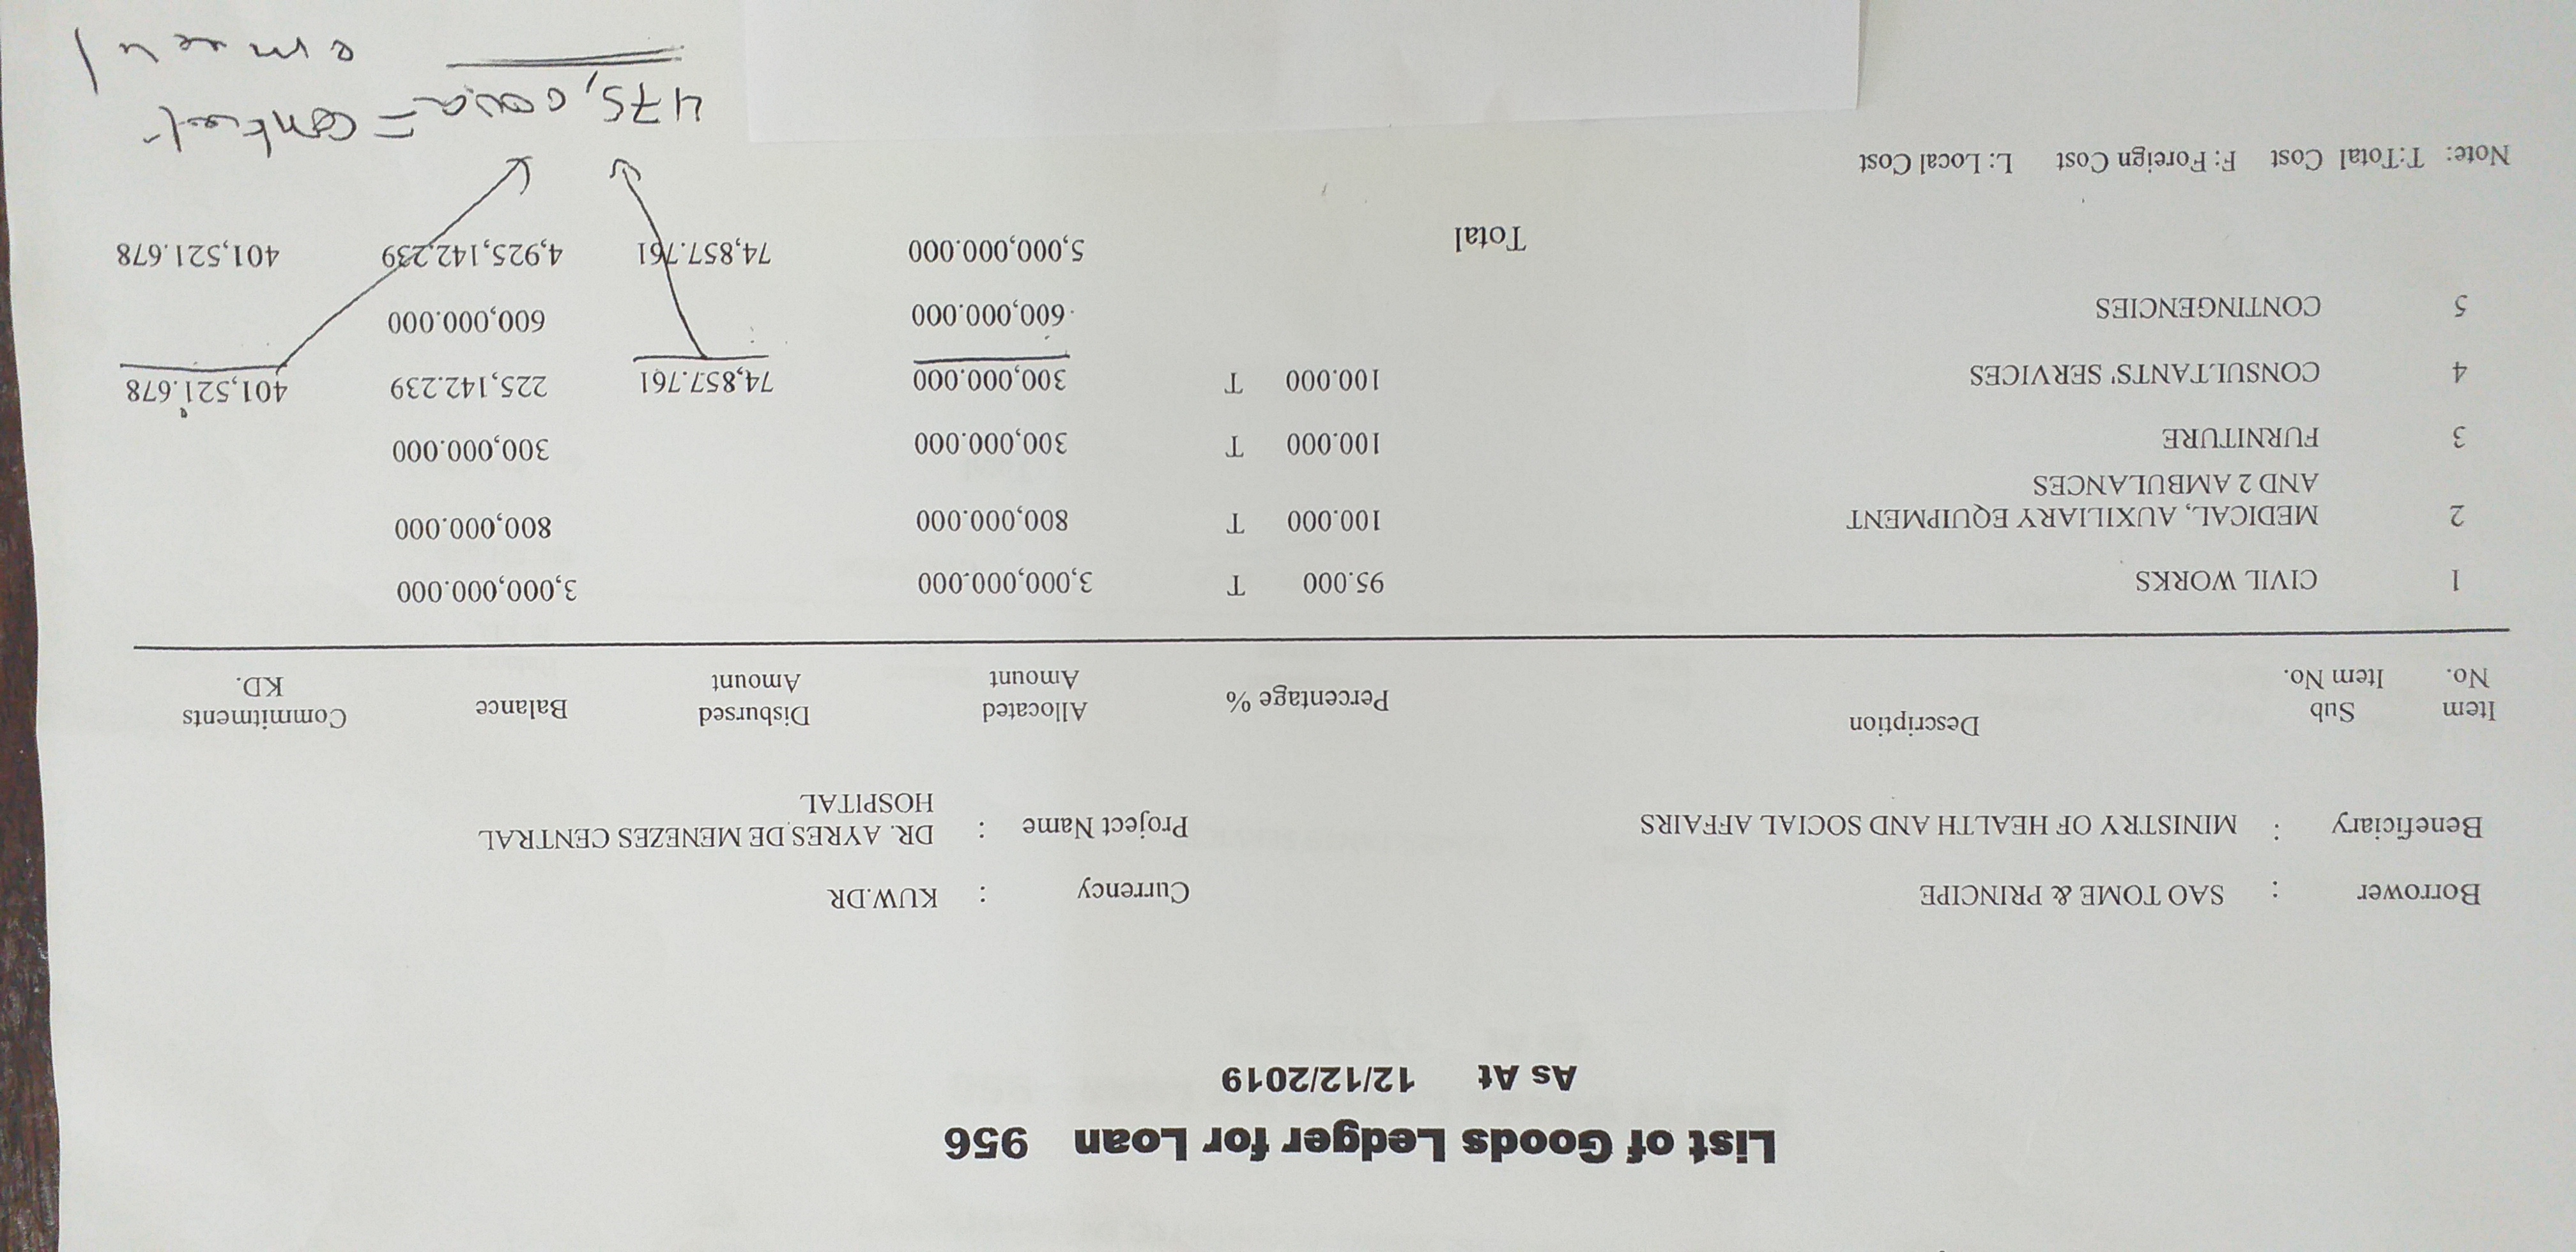 List of Goods Ledger for Loan 956
As At 12/12/2019
Borrower : SAO TOME & PRINCIPE Currency : KUW.DR
Beneficiary : MINISTRY OF HEALTH AND SOCIAL AFFAIRS Project Name : DR. AYRES DE MENEZES CENTRAL
HOSPITAL
Item Sub Description Percentage % Allocated Disbursed Balance Commitments
No. Item No. Amount Amount KD.
1 CIVIL WORKS 95.000 T 3,000,000.000 3,000,000.000
2 MEDICAL, AUXILIARY EQUIPMENT 100.000 T 800,000.000 800,000.000
AND 2 AMBULANCES
3 FURNITURE 100.000 T 300,000.000 300,000.000
4 CONSULTANTS' SERVICES 100.000 T 300,000.000 74,857.761 225,142.239 401,521.678
5 CONTINGENCIES 600,000.000 600,000.000
Total 5,000,000.000 74,857.761 4,925,142.239 401,521.678
Note: T:Total Cost F: Foreign Cost L: Local Cost
475, = contract